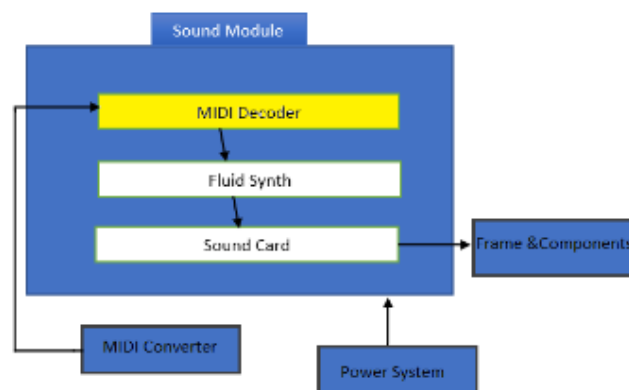 Sound Module
MIDI Decoder
Fluid Synth
Sound Card
Frame &Components
MIDI Converter
Power System